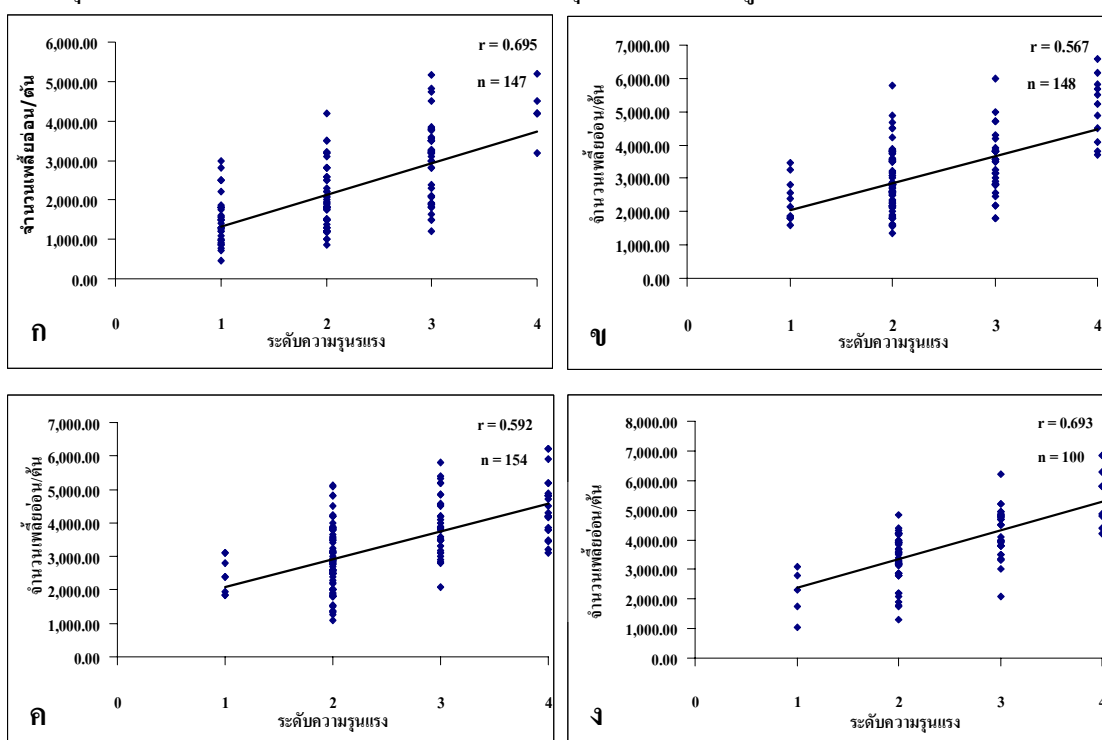 6,000.00
5,000.00
4,000.00
3,000.00
2,000.00
1,000.00
0.00
จำนวนเพลี้ยอ่อน/ต้น
r = 0.695
n = 147
0 1 2 3 4
ระดับความรุนรแรง
ก
7,000.00
6,000.00
5,000.00
4,000.00
3,000.00
2,000.00
1,000.00
0.00
จำนวนเพลี้ยอ่อน/ต้น
r = 0.567
n = 148
0 1 2 3 4
ระดับความรุนแรง
ข
7,000.00
6,000.00
5,000.00
4,000.00
3,000.00
2,000.00
1,000.00
0.00
จำนวนเพลี้ยอ่อน/ต้น
r = 0.592
n = 154
0 1 2 3 4
ระดับความรุนแรง
ค
8,000.00
7,000.00
6,000.00
5,000.00
4,000.00
3,000.00
2,000.00
1,000.00
0.00
จำนวนเพลี้ยอ่อน/ต้น
r = 0.693
n = 100
0 1 2 3 4
ระดับความรุนแรง
ง